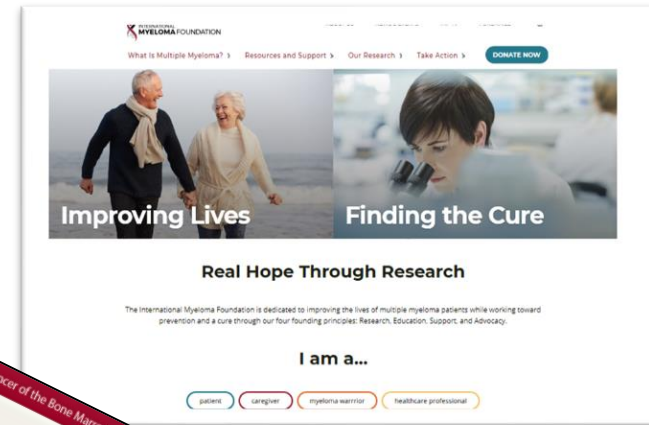 INTERNATIONAL
MYELOMA FOUNDATION
What Is Multiple Myeloma? Resources and Support Our Research Take Action DONATE NOW
Improving Lives
Finding the Cure
Real Hope Through Research
The International Myeloma Foundation is dedicated to improving the lives of multiple myeloma patients while working toward
prevention and a cure through our four founding principles: Research, Education, Support, and Advocacy.
I am a...
patient caregiver myeloma warrrior healthcare professional
of the Bone